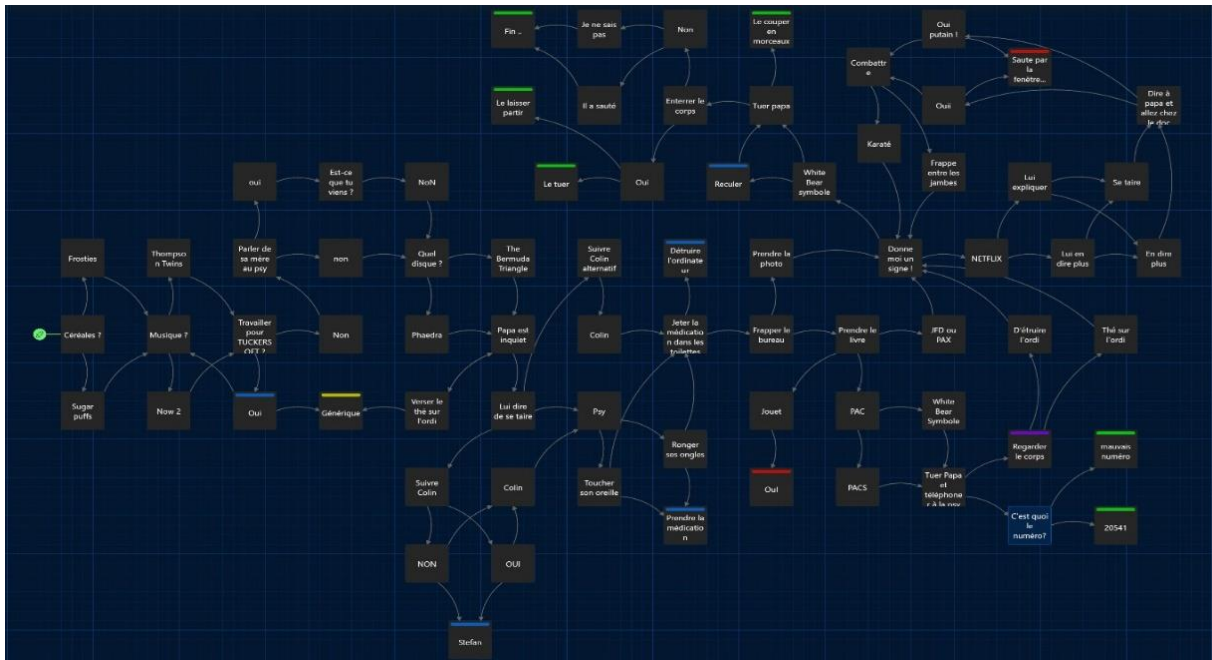 Fin ..
Je ne sais
pas
Non
Le couper
en
morceaux
Oui
putain !
Combattr
e
Saute par
la
fenêtre...
Le laisser
partir
Il a sauté
Enterrer le
corps
Tuer papa
Ouii
Dire à
papa et
allez chez
le doc
Karaté
oui
Est-ce
que tu
viens ?
NoN
Le tuer
Oui
Reculer
White
Bear
symbole
Frappe
entre les
jambes
Lui
expliquer
Se taire
Frosties
Thompso
n Twins
Parler de
sa mère
au psy
non
Quel
disque ?
The
Bermuda
Triangle
Suivre
Colin
alternatif
Détruire
l'ordinate
ur
Prendre la
photo
Donne
moi un
signe !
NETFLIX
Lui en
dire plus
En dire
plus
Céréales ?
Musique ?
Travailler
pour
TUCKERS
OFT ?
Non
Phaedra
Papa est
inquiet
Colin
Jeter la
médicatio
n dans les
toilettes
Frapper le
bureau
Prendre le
livre
JFD ou
PAX
D'étruire
l'ordi
Thé sur
l'ordi
Sugar
puffs
Now 2
Oui
Générique
Verser le
thé sur
l'ordi
Lui dire
de se taire
Psy
Jouet
PAC
White
Bear
Symbole
Ronger
ses ongles
Regarder
le corps
mauvais
numéro
Suivre
Colin
Colin
Toucher
son oreille
Oui
PACS
Tuer Papa
et
téléphone
r à la psy
Prendre la
médicatio
n
C'est quoi
le
numéro?
20541
NON
OUI
Stefan